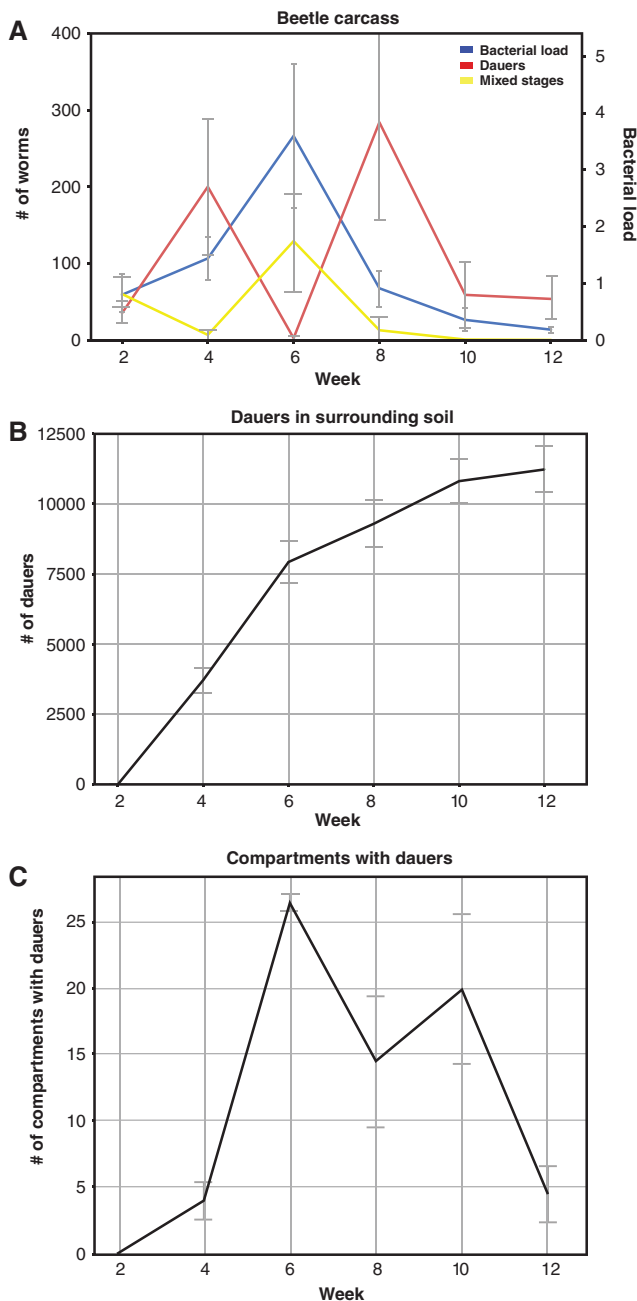 A
Beetle carcass
Bacterial load
Dauers
Mixed stages
# of worms
400
300
200
100
0
Bacterial load
5
4
3
2
1
0
2 4 6 8 10 12
Week
B
Dauers in surrounding soil
# of dauers
12500
10000
7500
5000
2500
0
2 4 6 8 10 12
Week
C
Compartments with dauers
# of compartments with dauers
25
20
15
10
5
0
2 4 6 8 10 12
Week